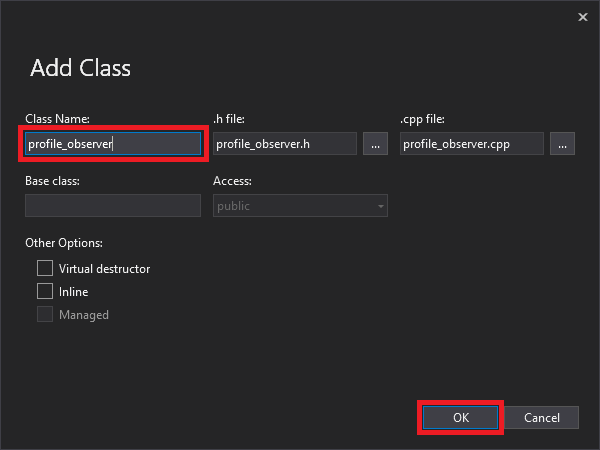 Add Class
Class Name: .h file: .cpp file:
profile_observer profile_observer.h ... profile_observer.cpp ...
Base class: Access:
public
Other Options:
Virtual destructor
Inline
Managed
OK Cancel